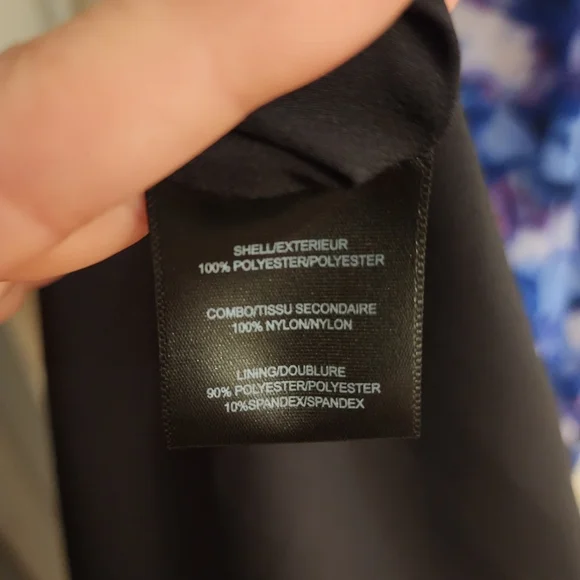 SHELL/EXTERIEUR
100% POLYESTER/POLYESTER
COMBO/TISSU SECONDAIRE
100% NYLON/NYLON
LINING/DOUBLURE
90% POLYESTER/POLYESTER
10%SPANDEX/SPANDEX